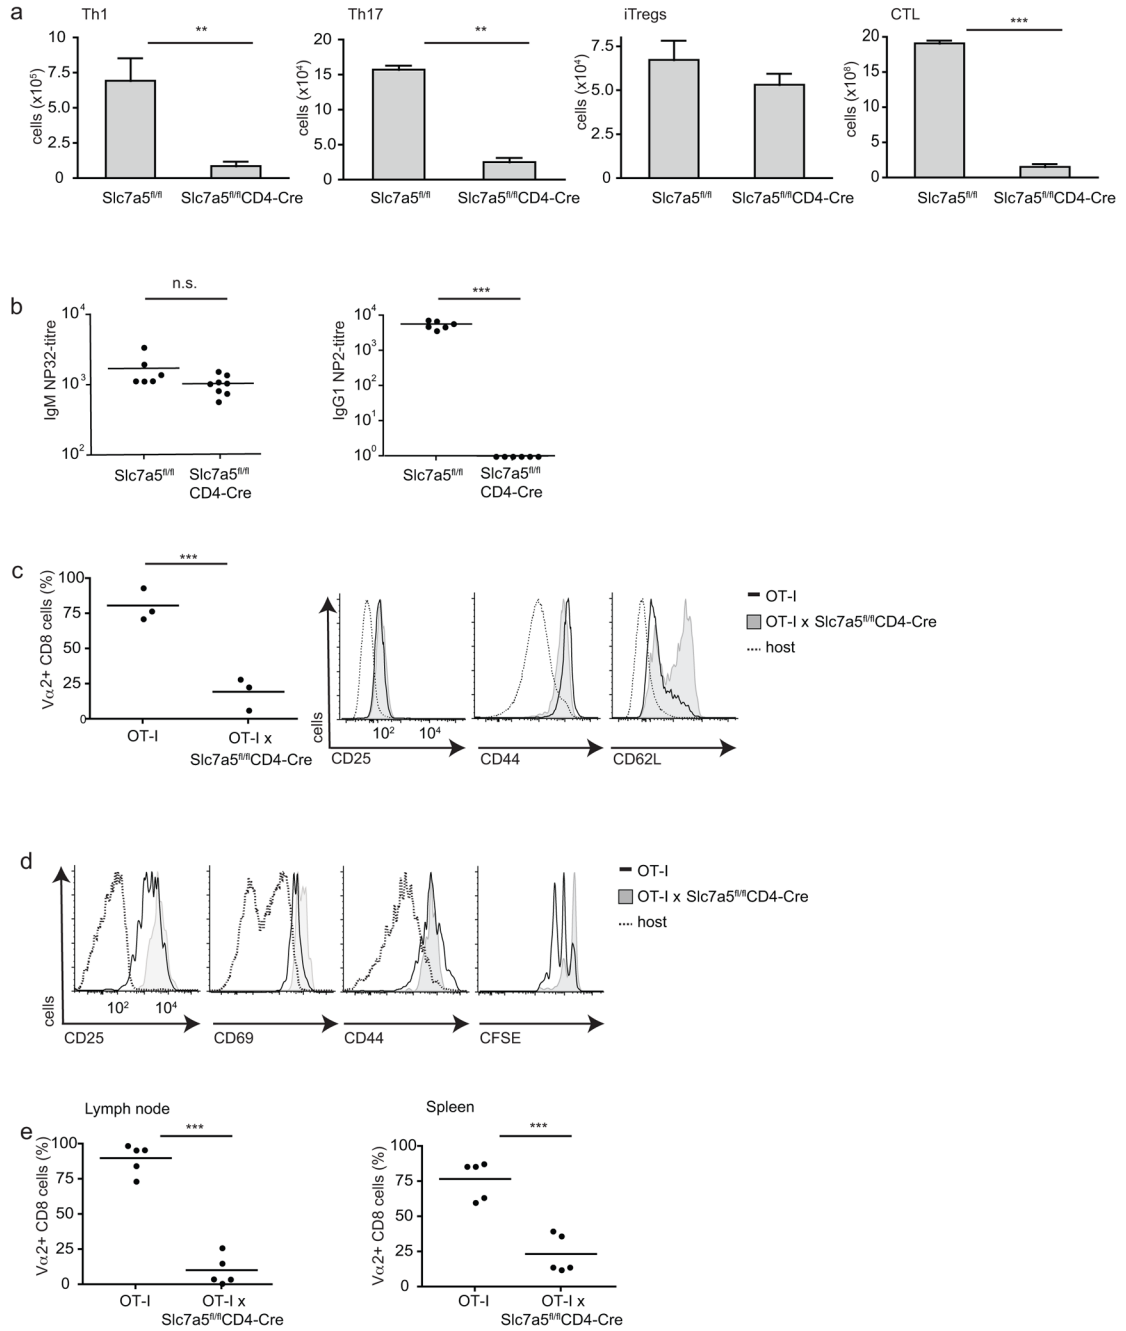 a
Th1
Th17
iTregs
CTL
cells (x10⁵)
10
7.5
5.0
2.5
0
**
Slc7a5fl/fl
Slc7a5fl/flCD4-Cre
cells (x10⁴)
20
15
10
5.0
0
**
Slc7a5fl/fl
Slc7a5fl/flCD4-Cre
cells (x10⁴)
7.5
5.0
2.5
0
Slc7a5fl/fl
Slc7a5fl/flCD4-Cre
cells (x10⁸)
20
15
10
5
0
***
Slc7a5fl/fl
Slc7a5fl/flCD4-Cre
b
IgM NP32-titre
10⁴
10³
10²
n.s.
Slc7a5fl/fl
Slc7a5fl/fl
CD4-Cre
IgG1 NP2-titre
10⁴
10³
10²
10¹
10⁰
***
Slc7a5fl/fl
Slc7a5fl/fl
CD4-Cre
c
Vα2+ CD8 cells (%)
100
75
50
25
0
***
OT-I
OT-I x
Slc7a5fl/flCD4-Cre
cells
10² 10⁴
CD25
CD44
CD62L
OT-I
OT-I x Slc7a5fl/flCD4-Cre
host
d
cells
10² 10⁴
CD25
CD69
CD44
CFSE
OT-I
OT-I x Slc7a5fl/flCD4-Cre
host
e
Lymph node
Vα2+ CD8 cells (%)
100
75
50
25
0
***
OT-I
OT-I x
Slc7a5fl/flCD4-Cre
Spleen
Vα2+ CD8 cells (%)
100
75
50
25
0
***
OT-I
OT-I x
Slc7a5fl/flCD4-Cre